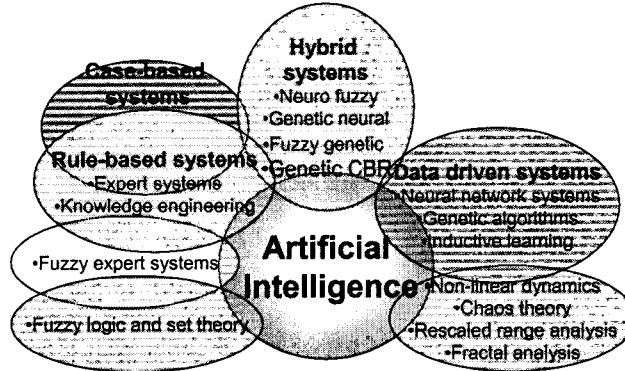 Case-based
systems
Hybrid
systems
•Neuro fuzzy
•Genetic neural
•Fuzzy genetic
•Genetic CBR
Rule-based systems
•Expert systems
•Knowledge engineering
•Fuzzy expert systems
•Fuzzy logic and set theory
Artificial
Intelligence
Data driven systems
•Neural network systems
•Genetic algorithms
•Inductive learning
•Non-linear dynamics
•Chaos theory
•Rescaled range analysis
•Fractal analysis